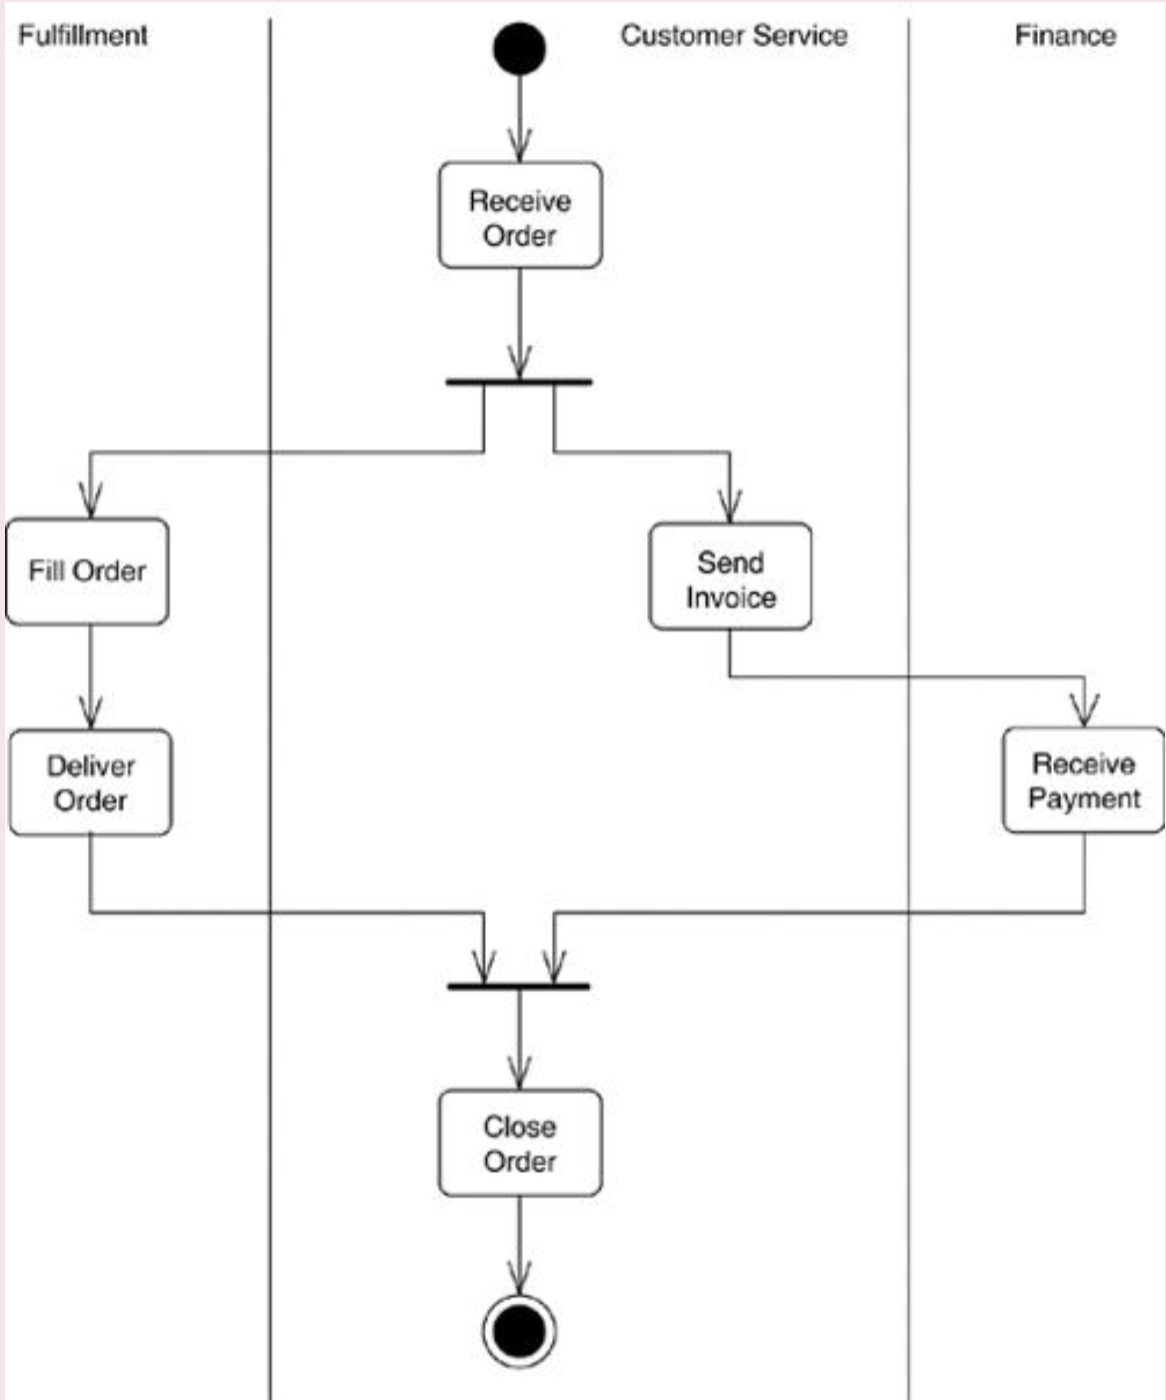 Fulfillment
Customer Service
Finance
Receive
Order
Fill Order
Send
Invoice
Deliver
Order
Receive
Payment
Close
Order